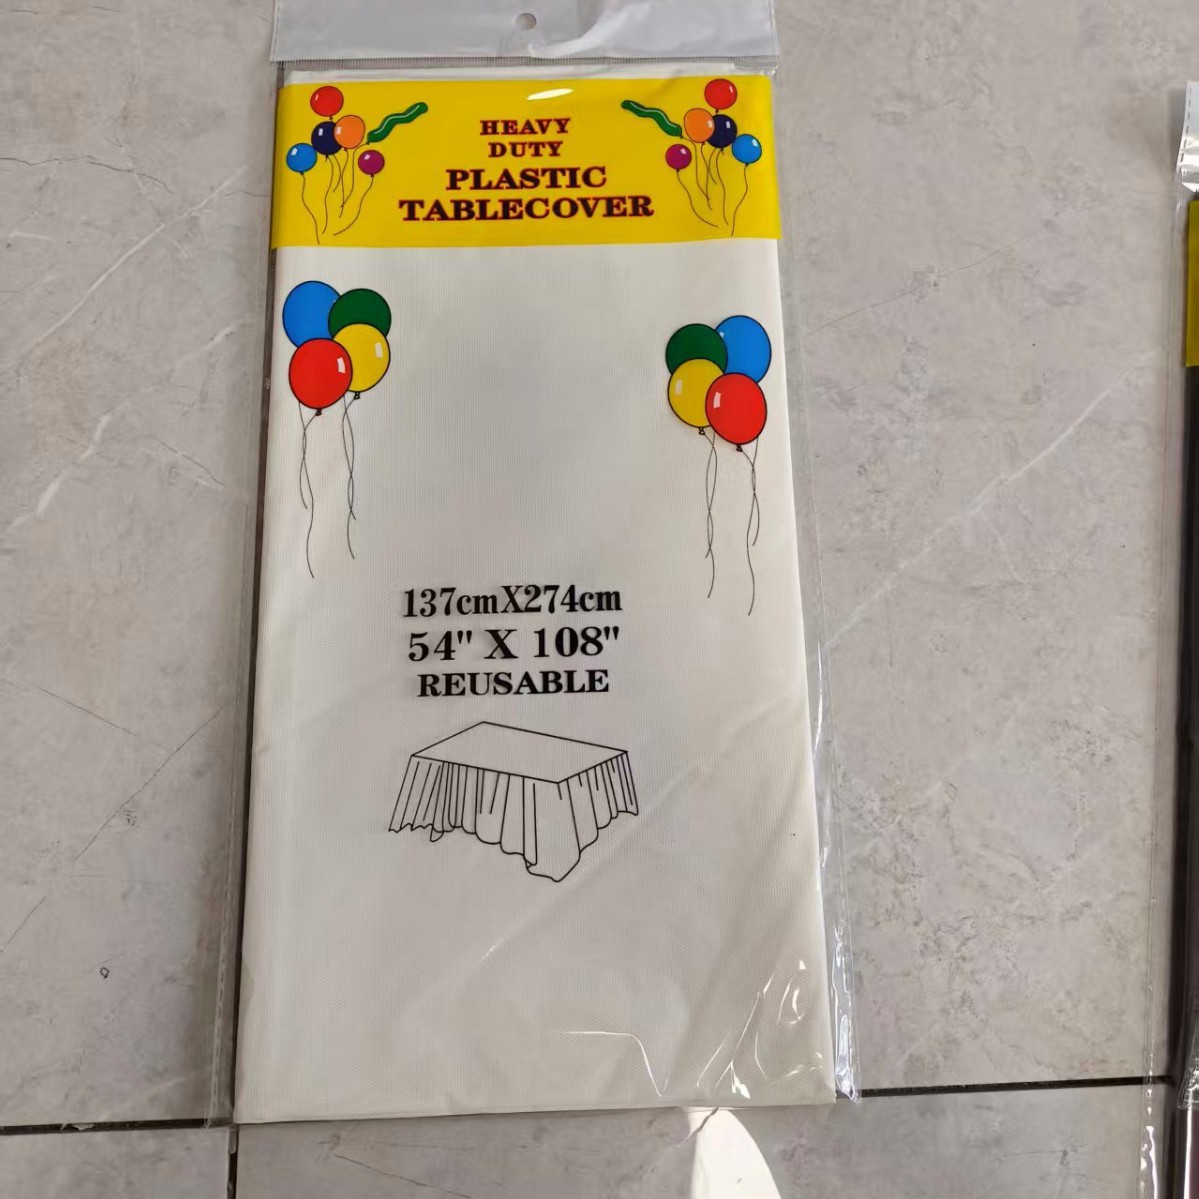 HEAVY
DUTY
PLASTIC
TABLECOVER
137cmX274cm
54" X 108"
REUSABLE